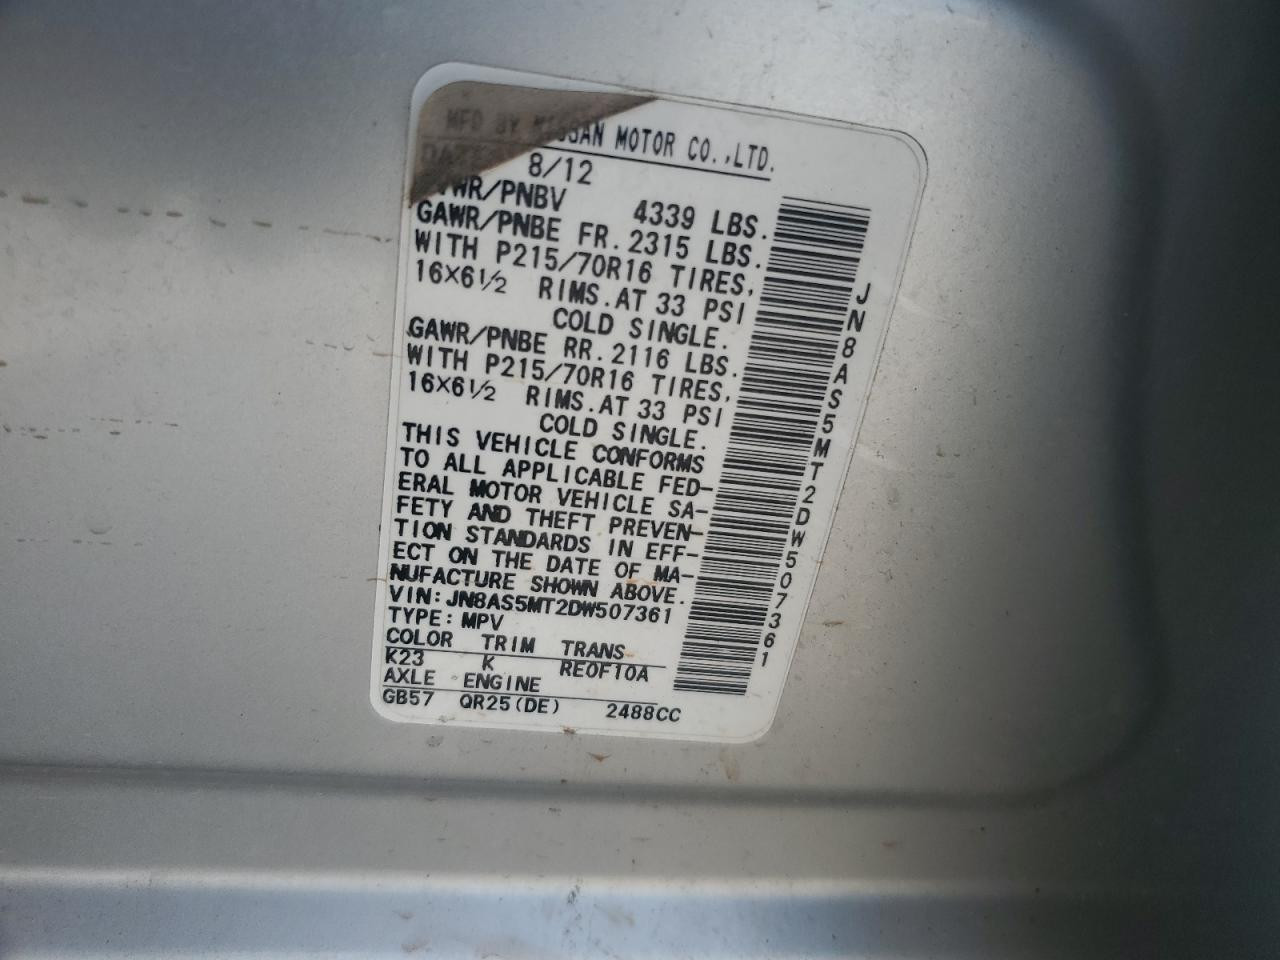 MFD BY NISSAN MOTOR CO.,LTD.
DATE: 8/12
GVWR/PNBV 4339 LBS.
GAWR/PNBE FR. 2315 LBS.
WITH P215/70R16 TIRES,
16X6½ RIMS. AT 33 PSI
COLD SINGLE.
GAWR/PNBE RR. 2116 LBS.
WITH P215/70R16 TIRES,
16X6½ RIMS. AT 33 PSI
COLD SINGLE.
THIS VEHICLE CONFORMS
TO ALL APPLICABLE FED-
ERAL MOTOR VEHICLE SA-
FETY AND THEFT PREVEN-
TION STANDARDS IN EFF-
ECT ON THE DATE OF MA-
NUFACTURE SHOWN ABOVE.
VIN: JN8AS5MT2DW507361
TYPE: MPV
COLOR TRIM TRANS
K23 K RE0F10A
AXLE ENGINE
GB57 QR25(DE) 2488CC
JN8AS5MT2DW507361